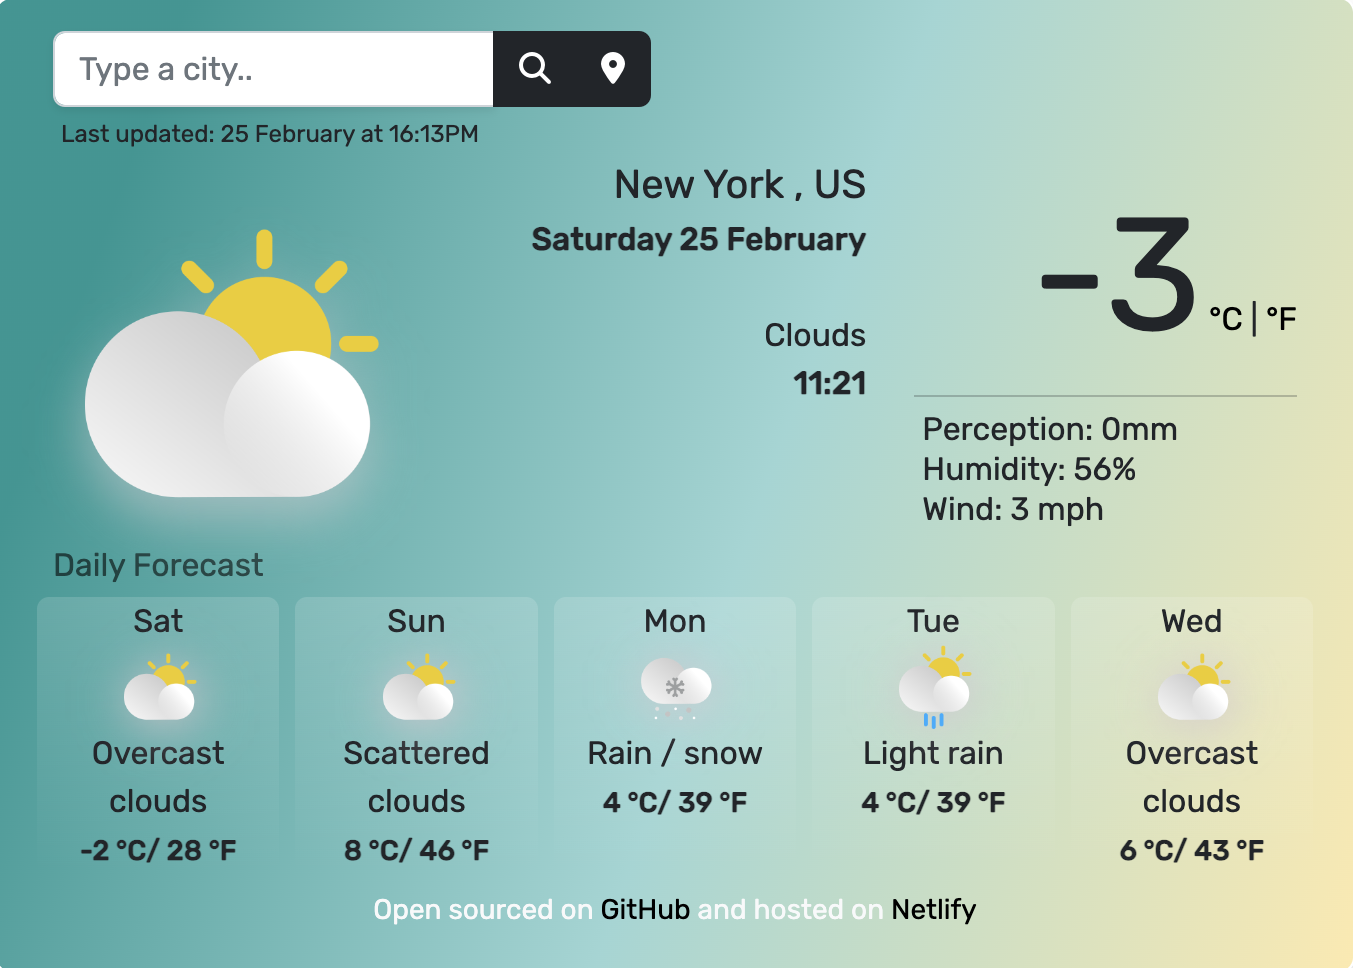 Type a city..
Last updated: 25 February at 16:13PM
New York , US
Saturday 25 February
Clouds
11:21
-3 °C | °F
Perception: 0mm
Humidity: 56%
Wind: 3 mph
Daily Forecast
Sat
Overcast
clouds
-2 °C/ 28 °F
Sun
Scattered
clouds
8 °C/ 46 °F
Mon
Rain / snow
4 °C/ 39 °F
Tue
Light rain
4 °C/ 39 °F
Wed
Overcast
clouds
6 °C/ 43 °F
Open sourced on GitHub and hosted on Netlify